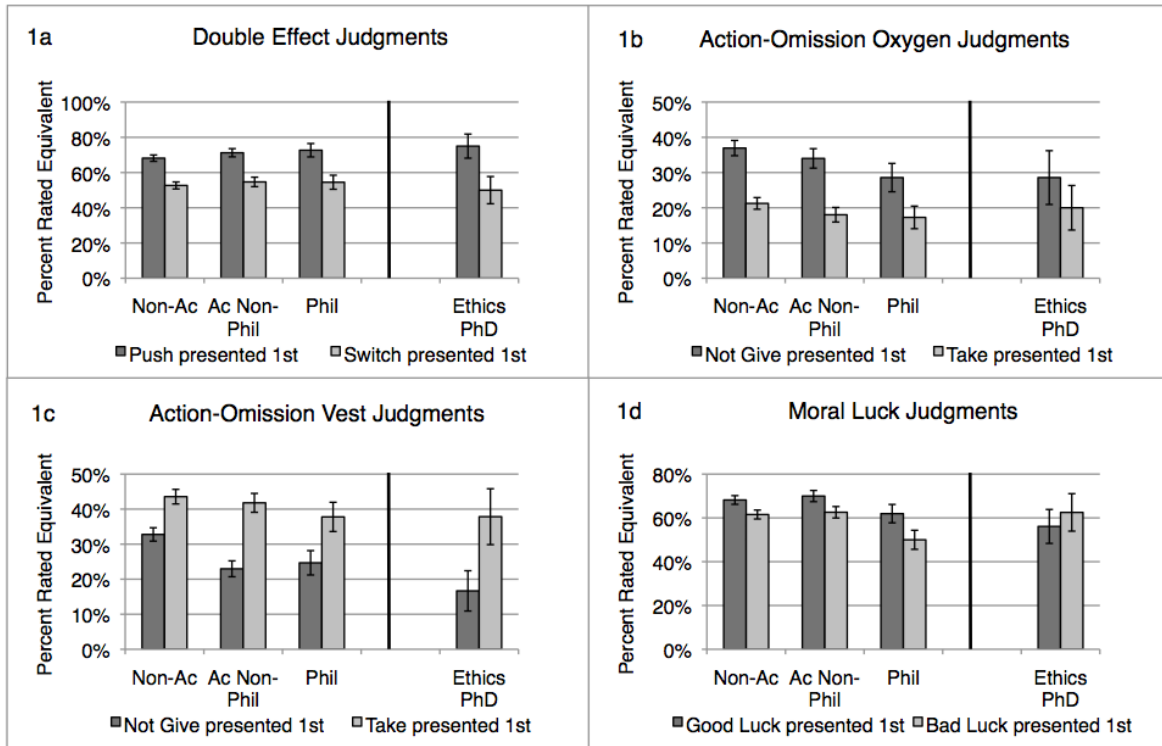 1a Double Effect Judgments
Percent Rated Equivalent
100%
80%
60%
40%
20%
0%
Non-Ac Ac Non- Phil Ethics
Phil PhD
Push presented 1st Switch presented 1st
1b Action-Omission Oxygen Judgments
Percent Rated Equivalent
50%
40%
30%
20%
10%
0%
Non-Ac Ac Non- Phil Ethics
Phil PhD
Not Give presented 1st Take presented 1st
1c Action-Omission Vest Judgments
Percent Rated Equivalent
50%
40%
30%
20%
10%
0%
Non-Ac Ac Non- Phil Ethics
Phil PhD
Not Give presented 1st Take presented 1st
1d Moral Luck Judgments
Percent Rated Equivalent
80%
60%
40%
20%
0%
Non-Ac Ac Non- Phil Ethics
Phil PhD
Good Luck presented 1st Bad Luck presented 1st